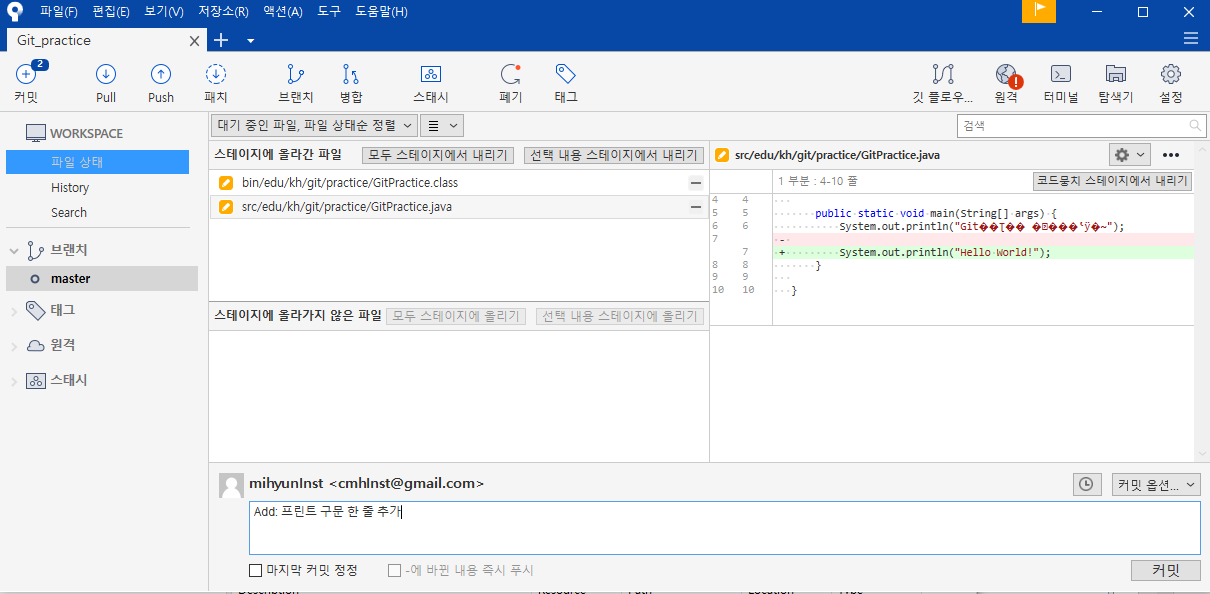 파일(F) 편집(E) 보기(V) 저장소(R) 액션(A) 도구 도움말(H)
Git_practice
2
커밋 Pull Push 패치 브랜치 병합 스태시 폐기 태그 깃 플로우... 원격 터미널 탐색기 설정
대기 중인 파일, 파일 상태순 정렬
검색
WORKSPACE
파일 상태
History
Search
브랜치
master
태그
원격
스태시
스테이지에 올라간 파일 모두 스테이지에서 내리기 선택 내용 스테이지에서 내리기
bin/edu/kh/git/practice/GitPractice.class
src/edu/kh/git/practice/GitPractice.java
스테이지에 올라가지 않은 파일 모두 스테이지에 올리기 선택 내용 스테이지에 올리기
src/edu/kh/git/practice/GitPractice.java
1 부분 : 4-10 줄 코드뭉치 스테이지에서 내리기
4 4
5 5 public static void main(String[] args) {
6 6 System.out.println("Git��Ʈ�� �ǽ���ʿÿ�~");
7 -
7 + System.out.println("Hello World!");
8 8 }
9 9
10 10 }
mihyunInst <cmhInst@gmail.com>
커밋 옵션...
Add: 프린트 구문 한 줄 추가
마지막 커밋 정정 -에 바뀐 내용 즉시 푸시
커밋